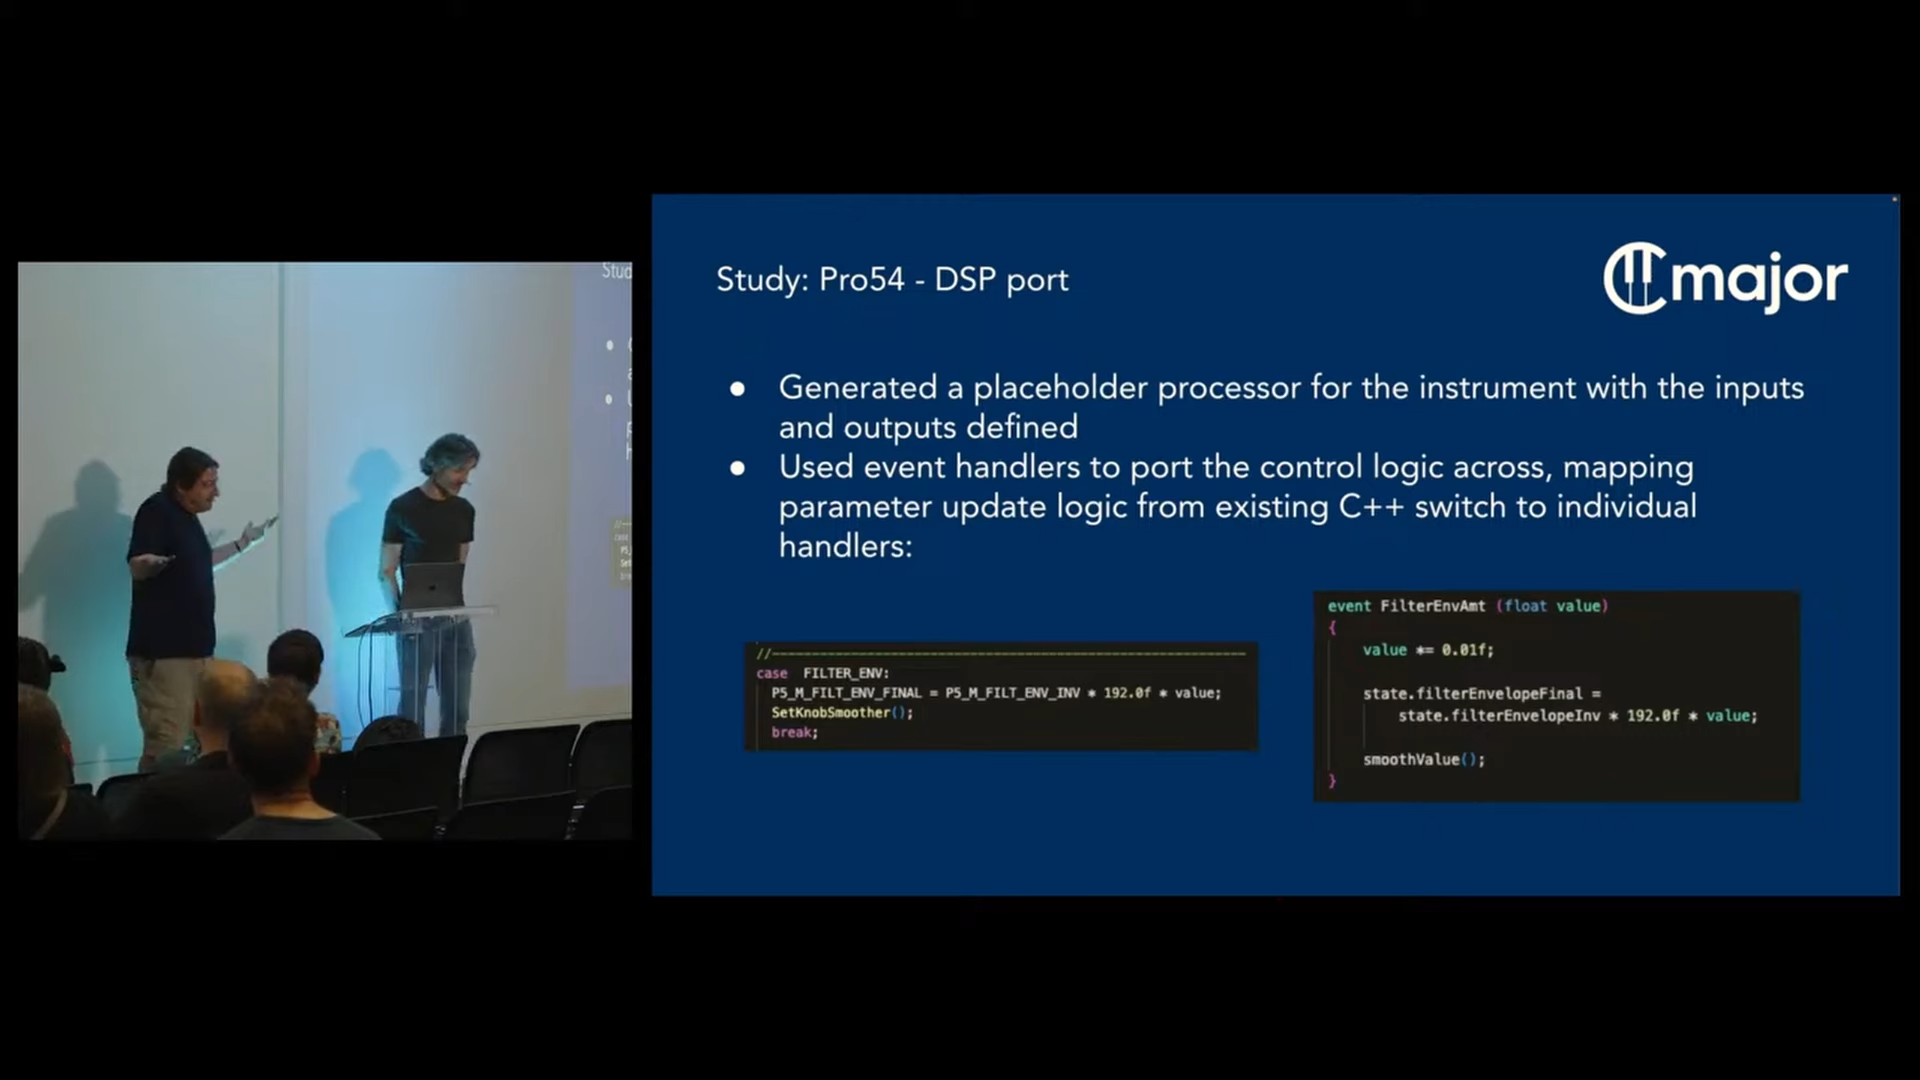 Study: Pro54 - DSP port
Cmajor
● Generated a placeholder processor for the instrument with the inputs
and outputs defined
● Used event handlers to port the control logic across, mapping
parameter update logic from existing C++ switch to individual
handlers:
//
case FILTER_ENV:
P5_M_FILT_ENV_FINAL = P5_M_FILT_ENV_INV * 192.0f * value;
SetKnobSmoother();
break;
event FilterEnvAmt (float value)
{
value *= 0.01f;
state.filterEnvelopeFinal =
state.filterEnvelopeInv * 192.0f * value;
smoothValue();
}
Stud